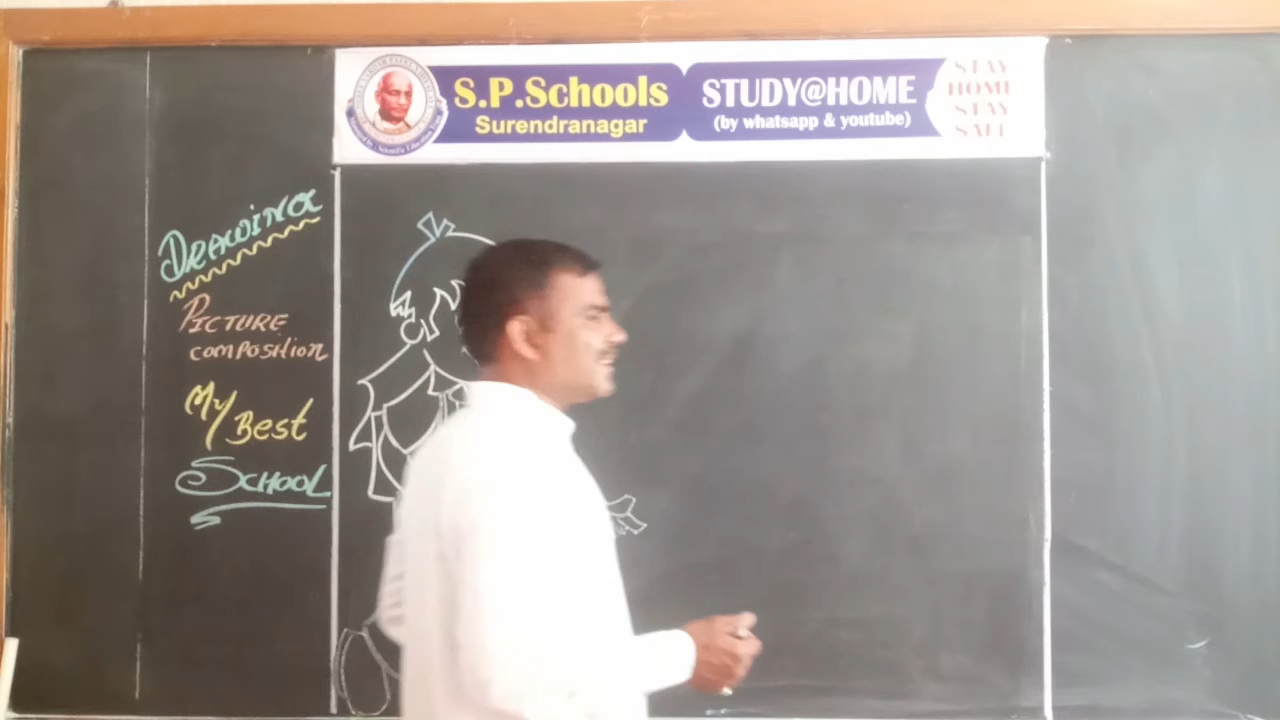 S.P.Schools
Surendranagar
STUDY@HOME
(by whatsapp & youtube)
STAY
HOME
STAY
SAFE
DRAWING
PICTURE
COMPOSITION
My
Best
SCHOOL